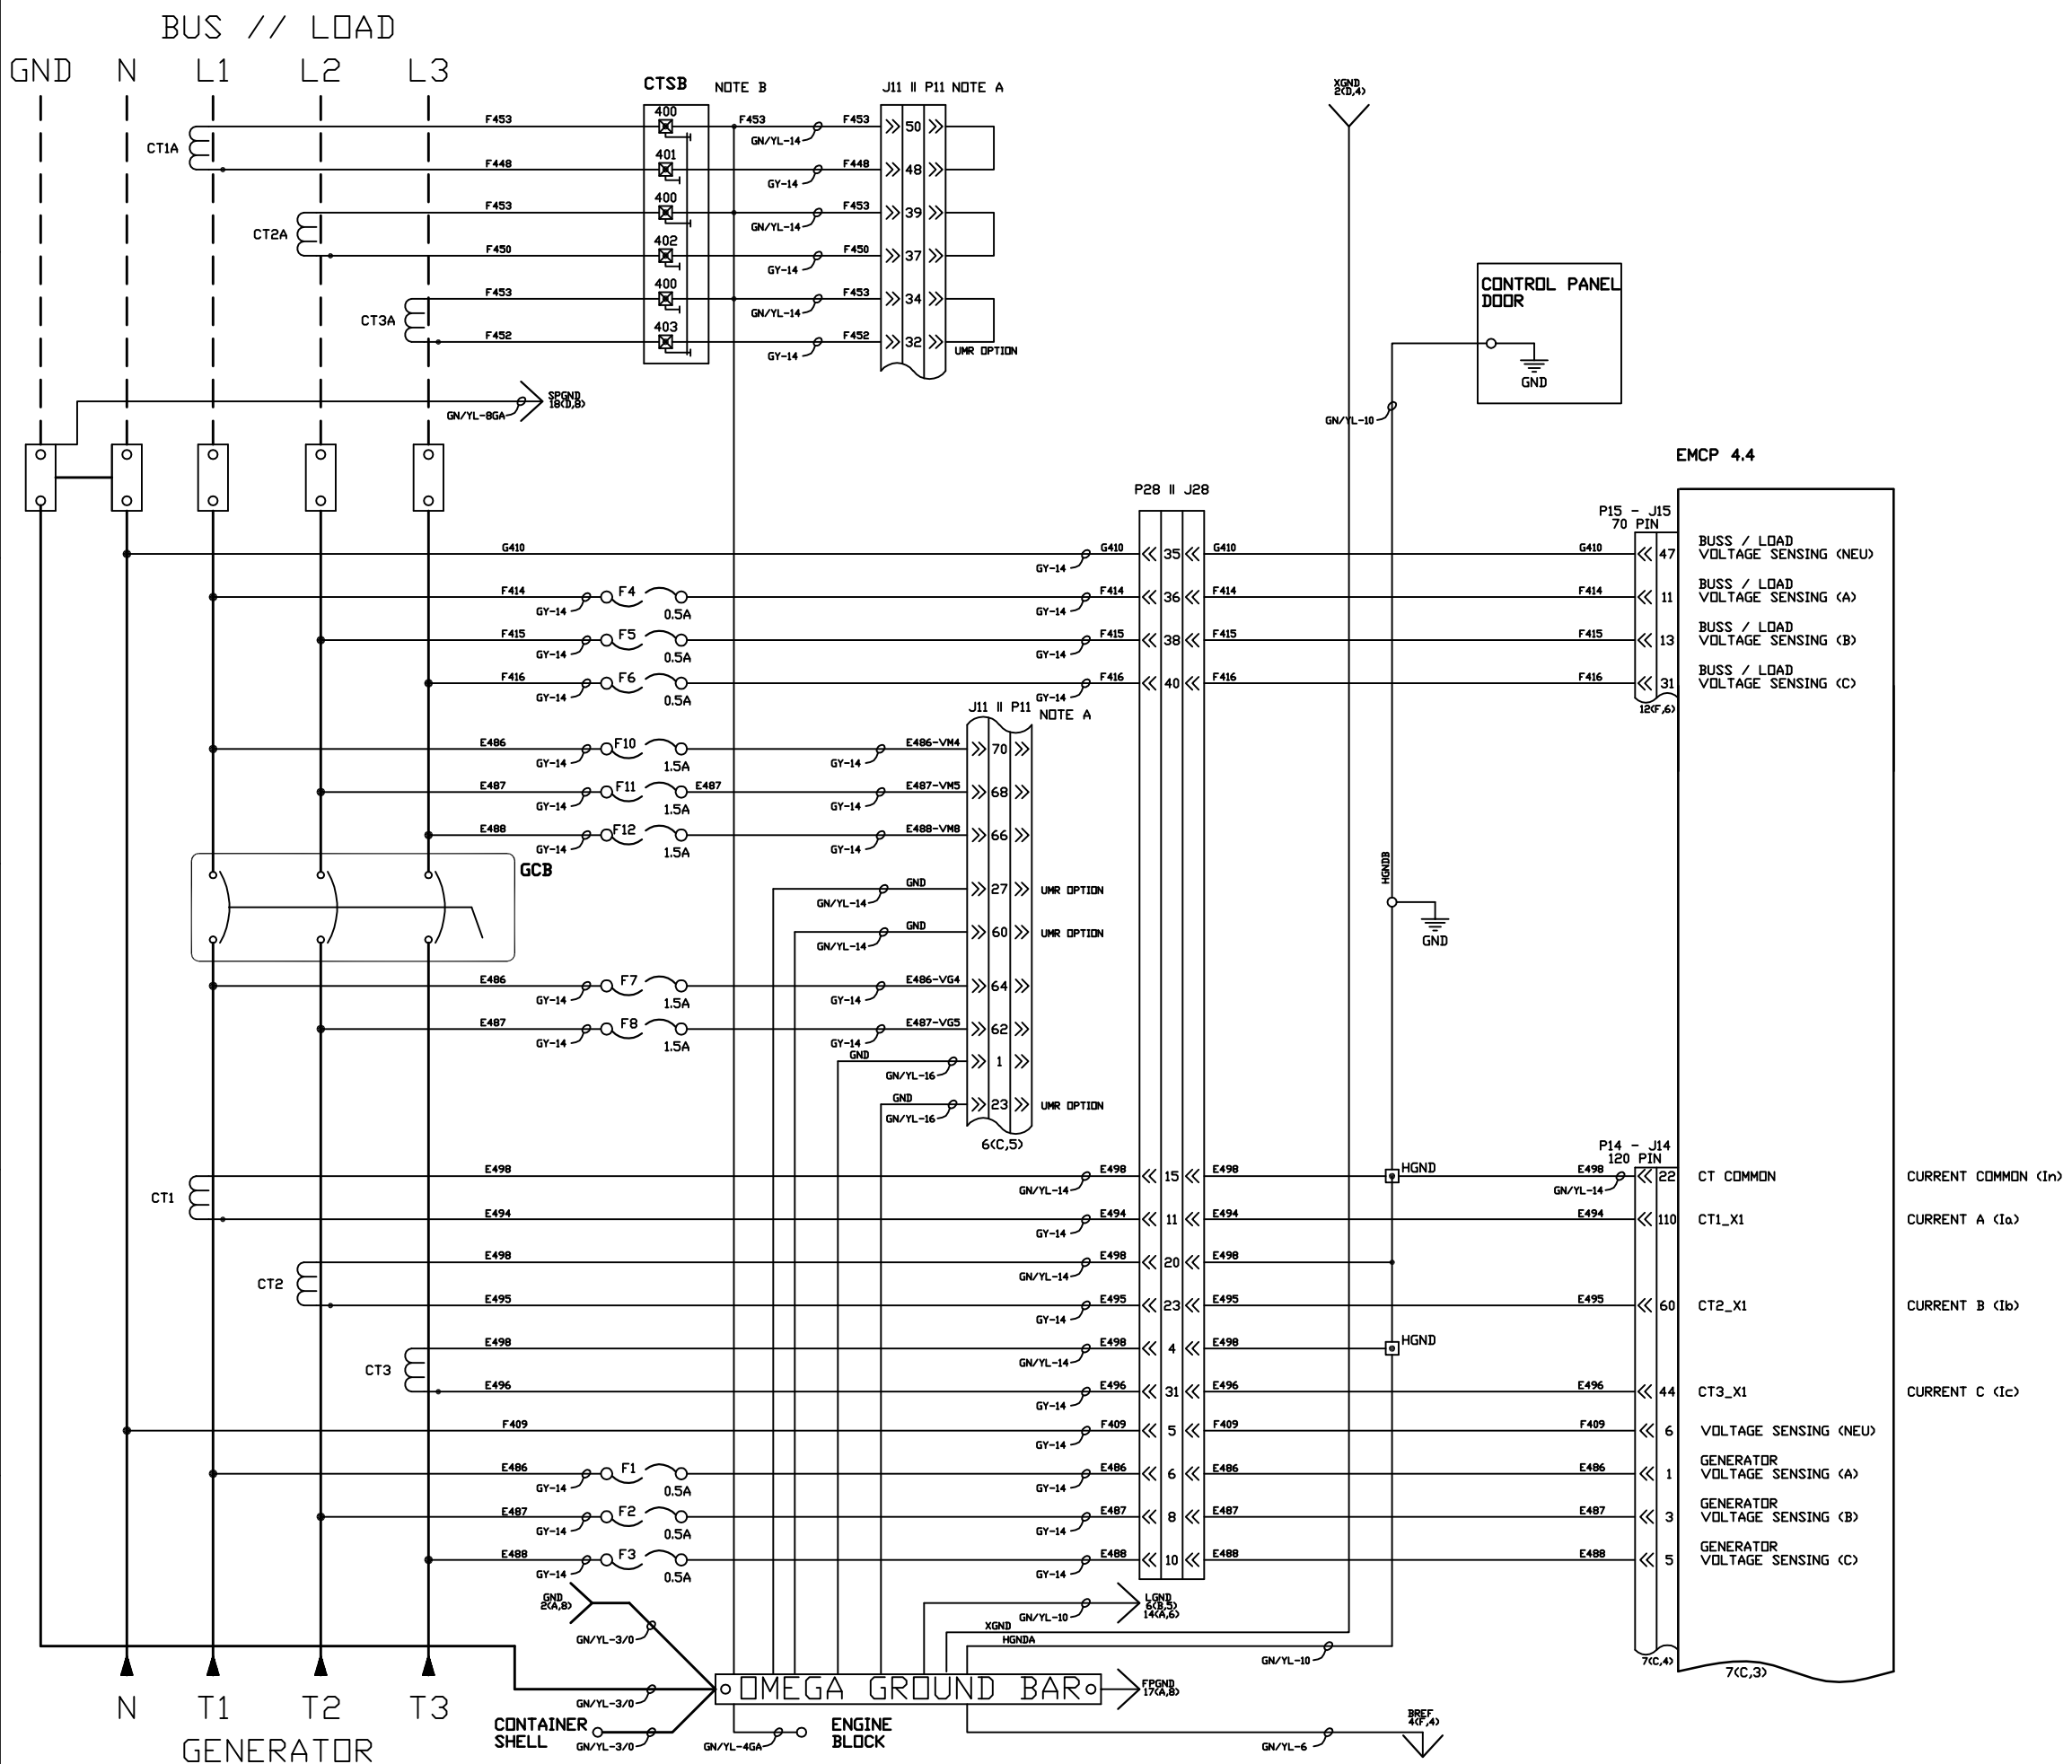 BUS // LOAD
GND N L1 L2 L3
CTSB NOTE B J11 II P11 NOTE A
XGND
2(D,4)
CT1A F453 400 F453 GN/YL-14 F453 50
F448 401 GY-14 F448 48
CT2A F453 400 GN/YL-14 F453 39
F450 402 GY-14 F450 37
CT3A F453 400 GN/YL-14 F453 34
F452 403 GY-14 F452 32
UMR OPTION
CONTROL PANEL
DOOR
GND
GN/YL-10
GN/YL-8GA SPGND
18(D,8)
EMCP 4.4
P28 II J28
P15 - J15
70 PIN
G410 GY-14 G410 35 G410 G410 47 BUSS / LOAD
VOLTAGE SENSING (NEU)
F414 GY-14 F4 0.5A GY-14 F414 36 F414 F414 11 BUSS / LOAD
VOLTAGE SENSING (A)
F415 GY-14 F5 0.5A GY-14 F415 38 F415 F415 13 BUSS / LOAD
VOLTAGE SENSING (B)
F416 GY-14 F6 0.5A GY-14 F416 40 F416 F416 31 BUSS / LOAD
VOLTAGE SENSING (C)
12(F,6)
J11 II P11 NOTE A
E486 GY-14 F10 1.5A GY-14 E486-VM4 70
E487 GY-14 F11 1.5A E487 GY-14 E487-VM5 68
E488 GY-14 F12 1.5A GY-14 E488-VM8 66
GCB
HGNDB
GND
GN/YL-14 GND 27 UMR OPTION
GN/YL-14 GND 60 UMR OPTION
E486 GY-14 F7 1.5A GY-14 E486-VG4 64
E487 GY-14 F8 1.5A GY-14 E487-VG5 62
GND GN/YL-16 1
GND GN/YL-16 23 UMR OPTION
6(C,5)
P14 - J14
120 PIN
CT1 E498 GN/YL-14 E498 15 E498 HGND E498 GN/YL-14 22 CT COMMON CURRENT COMMON (In)
E494 GY-14 E494 11 E494 E494 110 CT1_X1 CURRENT A (Ia)
CT2 E498 GN/YL-14 E498 20 E498
E495 GY-14 E495 23 E495 E495 60 CT2_X1 CURRENT B (Ib)
CT3 E498 GN/YL-14 E498 4 E498 HGND
E496 GY-14 E496 31 E496 E496 44 CT3_X1 CURRENT C (Ic)
F409 GY-14 F409 5 F409 F409 6 VOLTAGE SENSING (NEU)
E486 GY-14 F1 0.5A GY-14 E486 6 E486 E486 1 GENERATOR
VOLTAGE SENSING (A)
E487 GY-14 F2 0.5A GY-14 E487 8 E487 E487 3 GENERATOR
VOLTAGE SENSING (B)
E488 GY-14 F3 0.5A GY-14 E488 10 E488 E488 5 GENERATOR
VOLTAGE SENSING (C)
GND
2(A,8)
GN/YL-3/0
GN/YL-10 LGND
6(B,5)
14(A,6)
XGND
HGNDA
GN/YL-10
7(C,4) 7(C,3)
OMEGA GROUND BAR
GN/YL-3/0
FPGND
17(A,8)
N T1 T2 T3
GENERATOR
CONTAINER
SHELL
GN/YL-3/0
GN/YL-4GA
ENGINE
BLOCK
GN/YL-6
BREF
4(F,4)